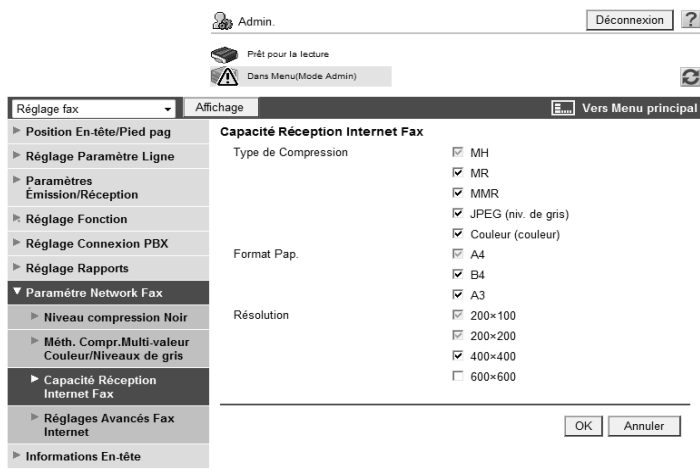 Admin.
Déconnexion
?
Prêt pour la lecture
Dans Menu(Mode Admin)
Réglage fax
Affichage
Vers Menu principal
Position En-tête/Pied pag
Réglage Paramètre Ligne
Paramètres
Émission/Réception
Réglage Fonction
Réglage Connexion PBX
Réglage Rapports
Paramétre Network Fax
Niveau compression Noir
Méth. Compr.Multi-valeur
Couleur/Niveaux de gris
Capacité Réception
Internet Fax
Réglages Avancés Fax
Internet
Informations En-tête
Capacité Réception Internet Fax
Type de Compression
MH
MR
MMR
JPEG (niv. de gris)
Couleur (couleur)
Format Pap.
A4
B4
A3
Résolution
200×100
200×200
400×400
600×600
OK
Annuler